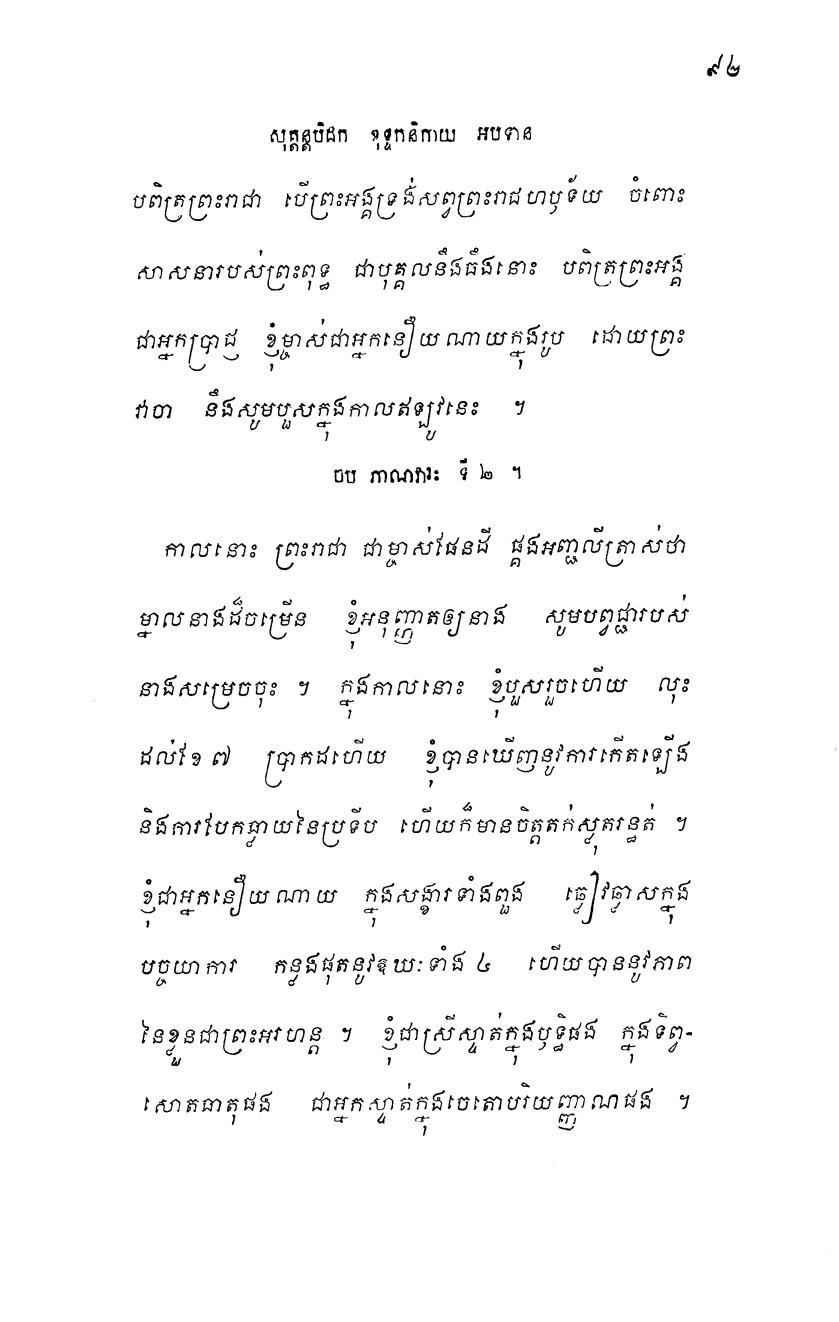 ៩៤
សុត្តន្តបិដក ខុទ្ទកនិកាយ អបទាន
បពិត្រព្រះរាជា បើព្រះអង្គទ្រង់សព្វព្រះរាជហឫទ័យ ចំពោះ
សាសនារបស់ព្រះពុទ្ធ ជាបុគ្គលនឹងធឹងនោះ បពិត្រព្រះអង្គ
ជាអ្នកប្រាជ្ញ ខ្ញុំម្ចាស់ជាអ្នកនឿយណាយក្នុងរូប ដោយព្រះ
វាចា នឹងសូមបួសក្នុងកាលឥឡូវនេះ ។
ចប ភាណវារៈ ទី ២ ។
កាលនោះ ព្រះរាជា ជាម្ចាស់ផែនដី ផ្គងអញ្ជលីត្រាស់ថា
ម្នាលនាងដ៏ចម្រើន ខ្ញុំអនុញ្ញាតឲ្យនាង សូមបព្វជ្ជារបស់
នាងសម្រេចចុះ ។ ក្នុងកាលនោះ ខ្ញុំបួសរួចហើយ លុះ
ដល់ខែ ៧ ប្រាកដហើយ ខ្ញុំបានឃើញនូវការកើតឡើង
និងការបែកធ្លាយនៃប្រទីប ហើយក៏មានចិត្តតក់ស្លុតរន្ធត់ ។
ខ្ញុំជាអ្នកនឿយណាយ ក្នុងសង្ខារទាំងពួង ឆ្លៀវឆ្លាសក្នុង
បច្ចយាការ កន្លងផុតនូវឱឃៈទាំង ៤ ហើយបាននូវភាព
នៃខ្លួនជាព្រះអរហន្ត ។ ខ្ញុំជាស្រីស្ទាត់ក្នុងឫទ្ធិផង ក្នុងទិព្វ-
សោតធាតុផង ជាអ្នកស្ទាត់ក្នុងចេតោបរិយញ្ញាណផង ។